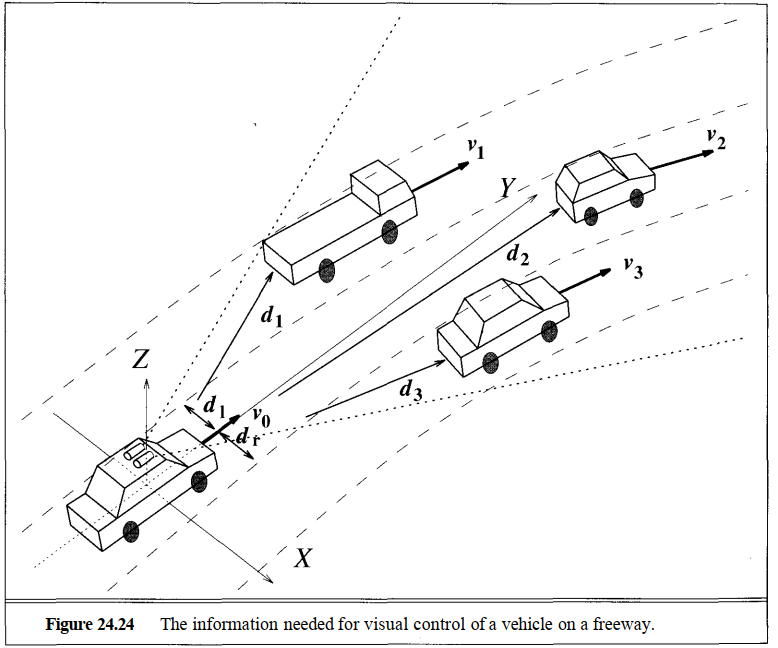 v1
v2
Y
d2
v3
d1
Z
d3
d1
v0
dr
X
Figure 24.24 The information needed for visual control of a vehicle on a freeway.